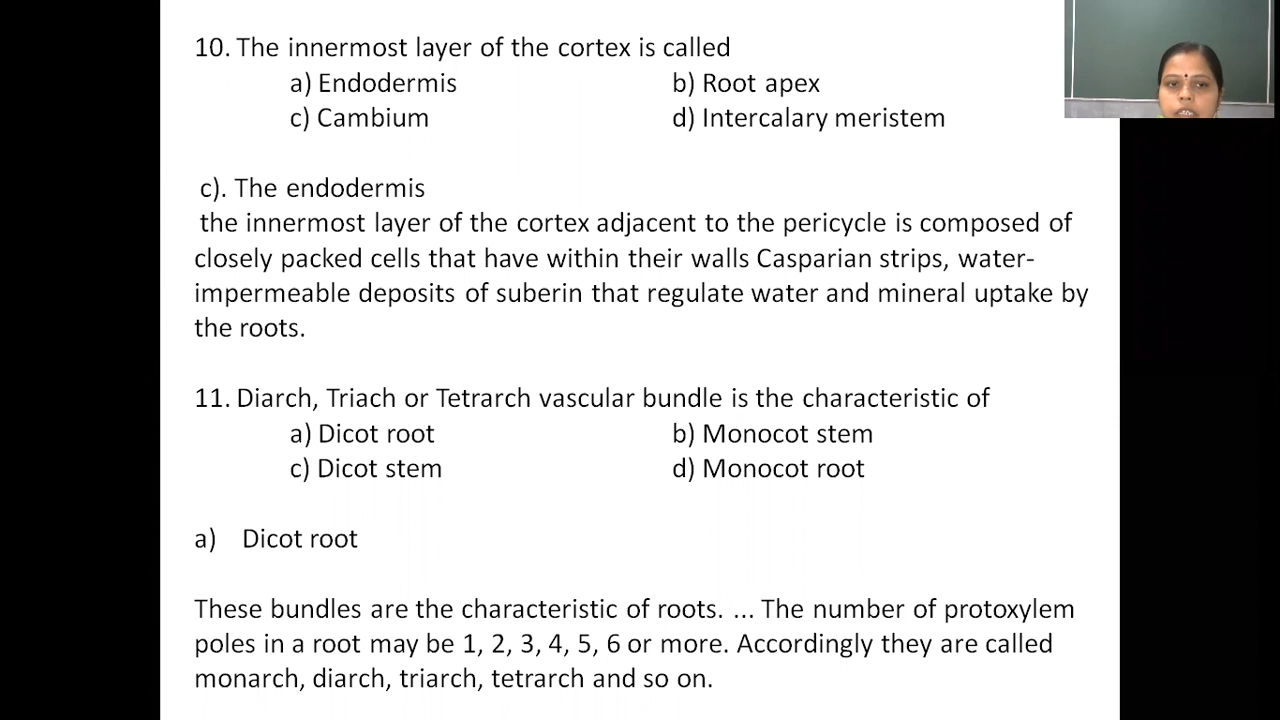 10. The innermost layer of the cortex is called
a) Endodermis b) Root apex
c) Cambium d) Intercalary meristem
c). The endodermis
the innermost layer of the cortex adjacent to the pericycle is composed of
closely packed cells that have within their walls Casparian strips, water-
impermeable deposits of suberin that regulate water and mineral uptake by
the roots.
11. Diarch, Triach or Tetrarch vascular bundle is the characteristic of
a) Dicot root b) Monocot stem
c) Dicot stem d) Monocot root
a) Dicot root
These bundles are the characteristic of roots. ... The number of protoxylem
poles in a root may be 1, 2, 3, 4, 5, 6 or more. Accordingly they are called
monarch, diarch, triarch, tetrarch and so on.